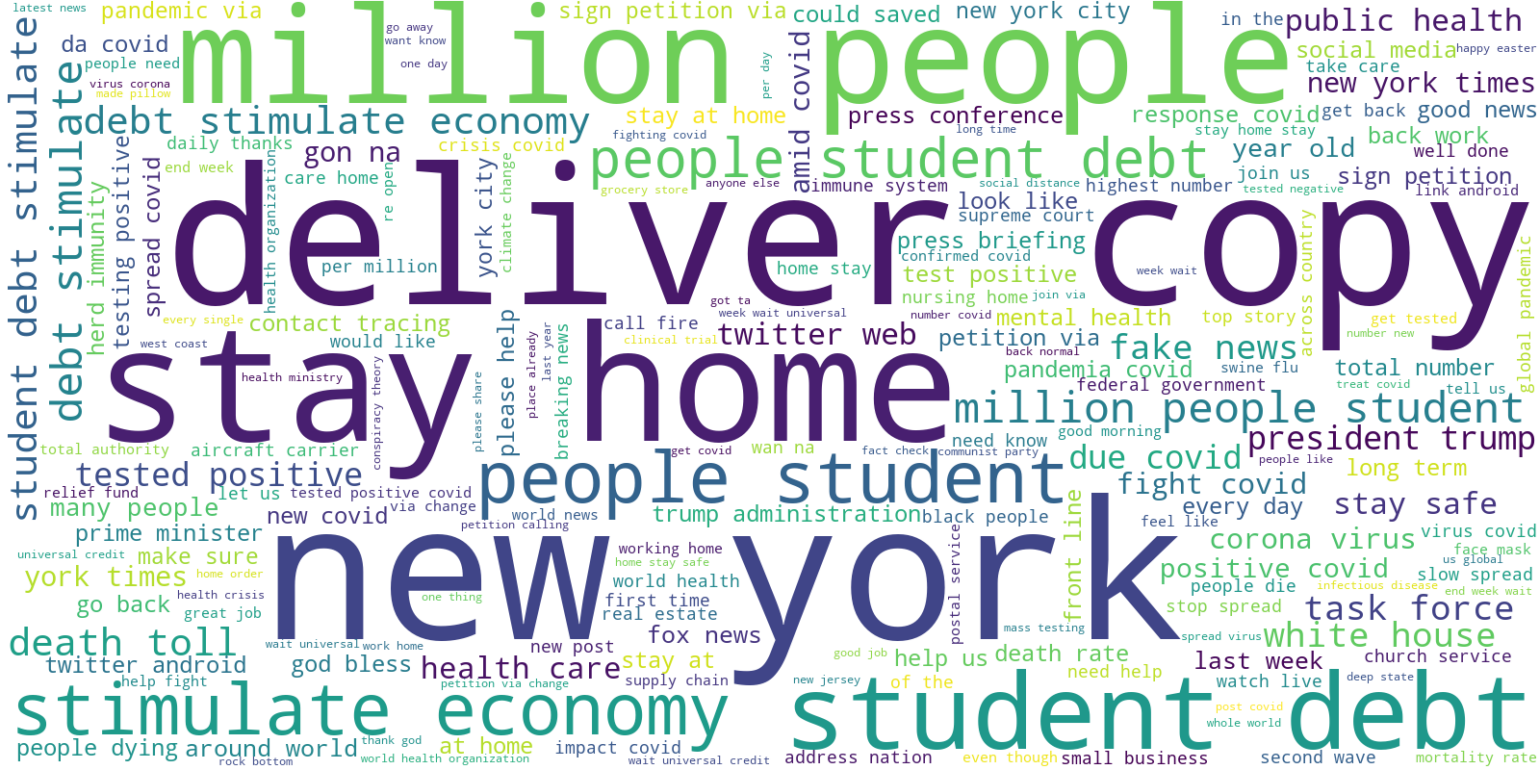 latest news
pandemic via
million people
go away
want know
one day
sign petition via
could saved
new york city
in the
public health
da covid
people need
virus corona
made pillow
per day
social media
happy easter
take care
new york times
student debt stimulate
debt stimulate
debt stimulate economy
stay at home
fighting covid
amid covid
press conference
long time
response covid
get back
good news
stay home stay
back work
daily thanks
end week
gon na
care home
crisis covid
people student debt
year old
well done
herd immunity
testing positive
spread covid
health organization
re open
york city
climate change
grocery store
anyone else
immune system
social distance
highest number
join us
tested negative
sign petition
link android
deliver copy
look like
supreme court
press briefing
confirmed covid
per million
home stay
test positive
week wait
across country
global pandemic
nursing home
join via
got ta
week wait universal
number covid
mental health
top story
get tested
number new
every single
contact tracing
would like
west coast
please help
call fire
clinical trial
twitter web
petition via
back normal
fake news
pandemia covid
swine flu
total number
treat covid
federal government
tell us
stay home
health ministry
conspiracy theory
please share
place already
last year
breaking news
million people student
total authority
aircraft carrier
get covid
wan na
fact check
communist party
need know
good morning
president trump
people like
tested positive
people student
due covid
long term
relief fund
let us
tested positive covid
fight covid
many people
new covid
via change
world news
petition calling
trump administration
black people
every day
stay safe
feel like
prime minister
new york
working home
home stay safe
postal service
front line
corona virus
virus covid
face mask
universal credit
make sure
york times
home order
world health
positive covid
us global
slow spread
people die
infectious disease
end week wait
go back
health crisis
great job
one thing
first time
real estate
stop spread
task force
death toll
wait universal
work home
new post
fox news
mass testing
spread virus
white house
twitter android
help fight
god bless
health care
stay at
supply chain
good job
help us
death rate
need help
last week
church service
watch live
deep state
petition via change
new jersey
of the
post covid
whole world
stimulate economy
student debt
people dying
around world
rock bottom
thank god
world health organization
at home
impact covid
wait universal credit
address nation
even though
small business
second wave
mortality rate